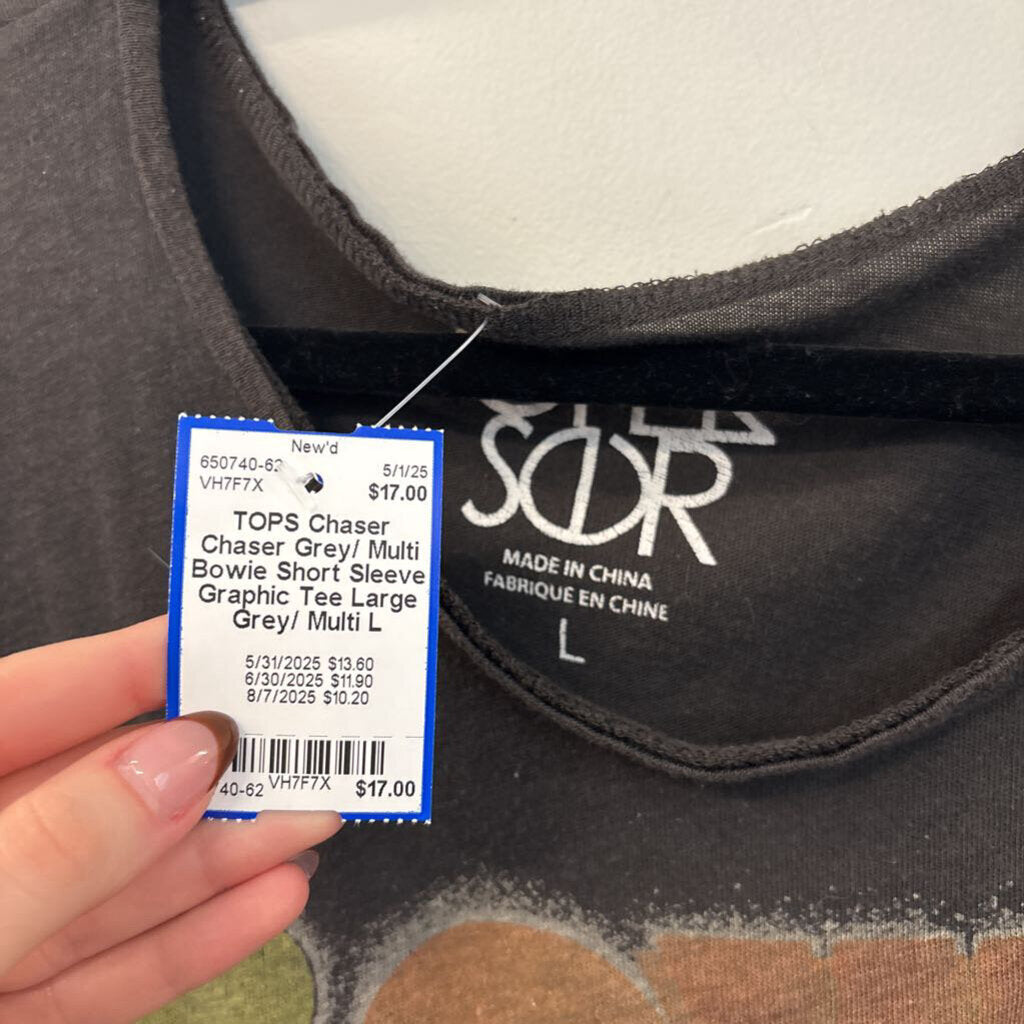 New'd
650740-62 5/1/25
VH7F7X $17.00
TOPS Chaser
Chaser Grey/ Multi
Bowie Short Sleeve
Graphic Tee Large
Grey/ Multi L
5/31/2025 $13.60
6/30/2025 $11.90
8/7/2025 $10.20
40-62 VH7F7X $17.00
MADE IN CHINA
FABRIQUÉ EN CHINE
L